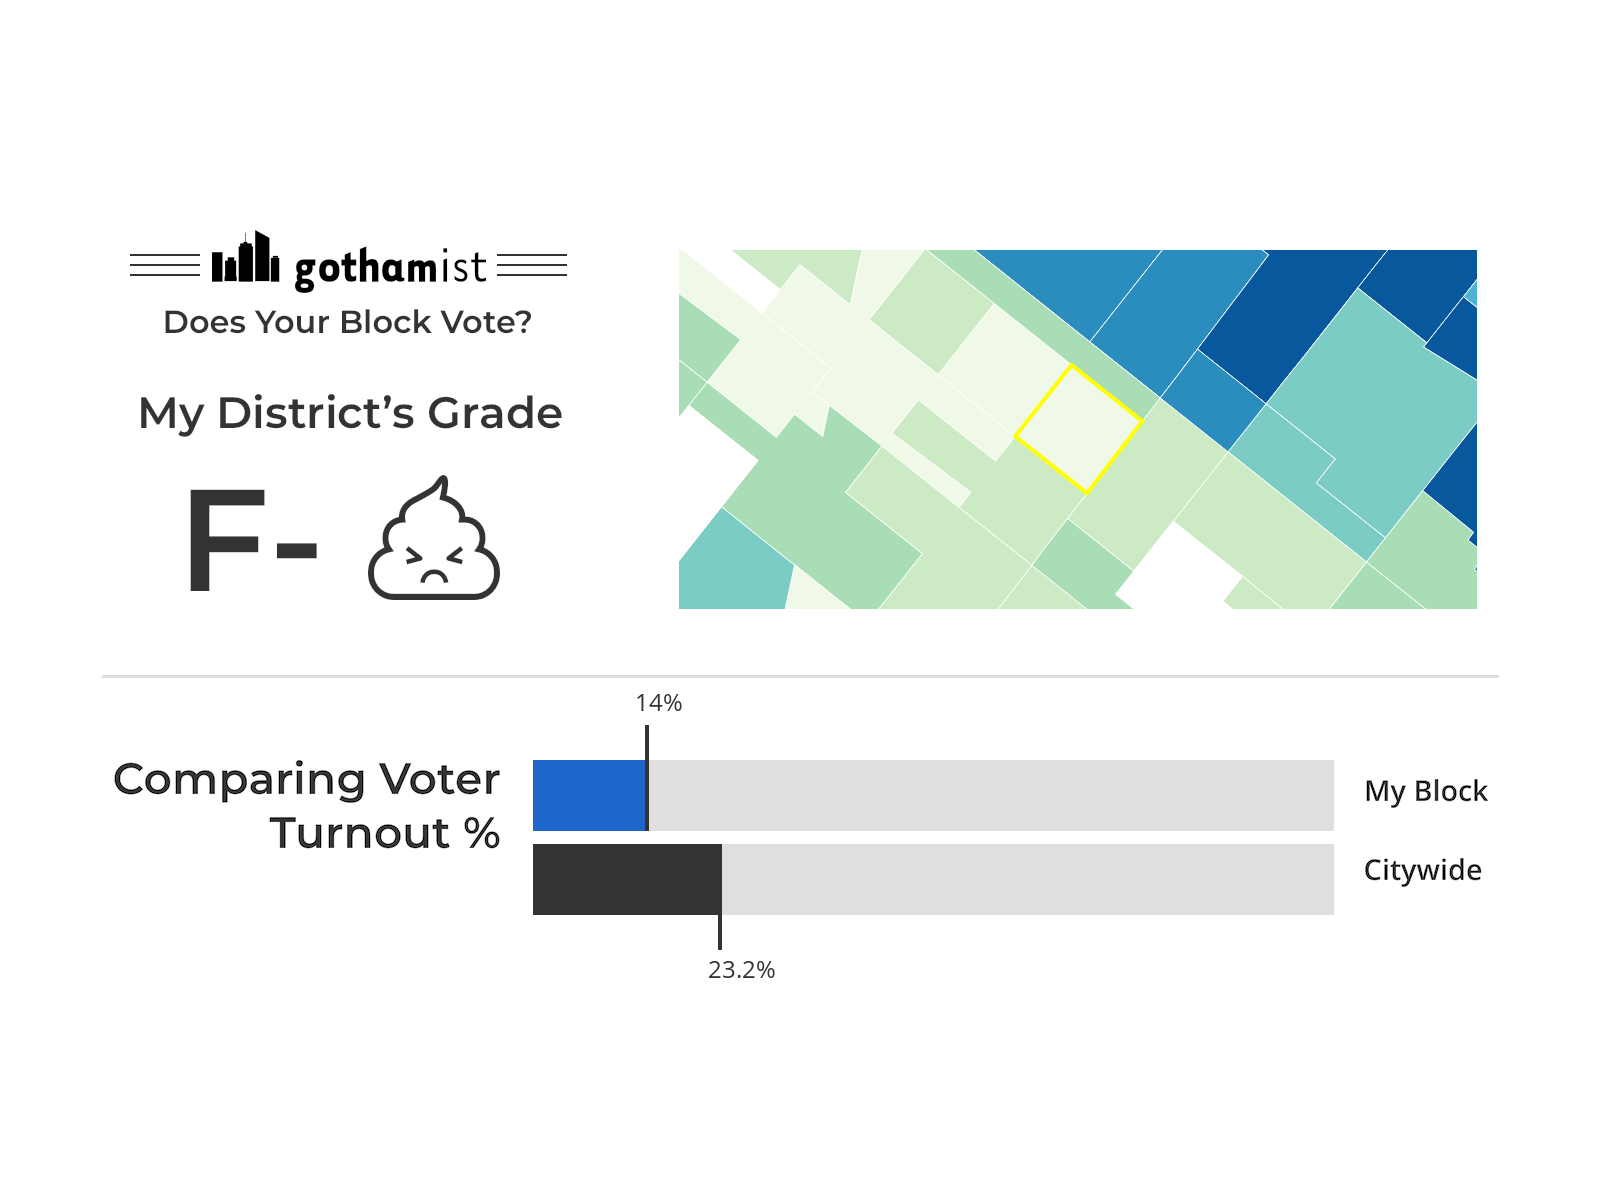 gothamist
Does Your Block Vote?
My District’s Grade
F-
14%
Comparing Voter
Turnout %
My Block
Citywide
23.2%